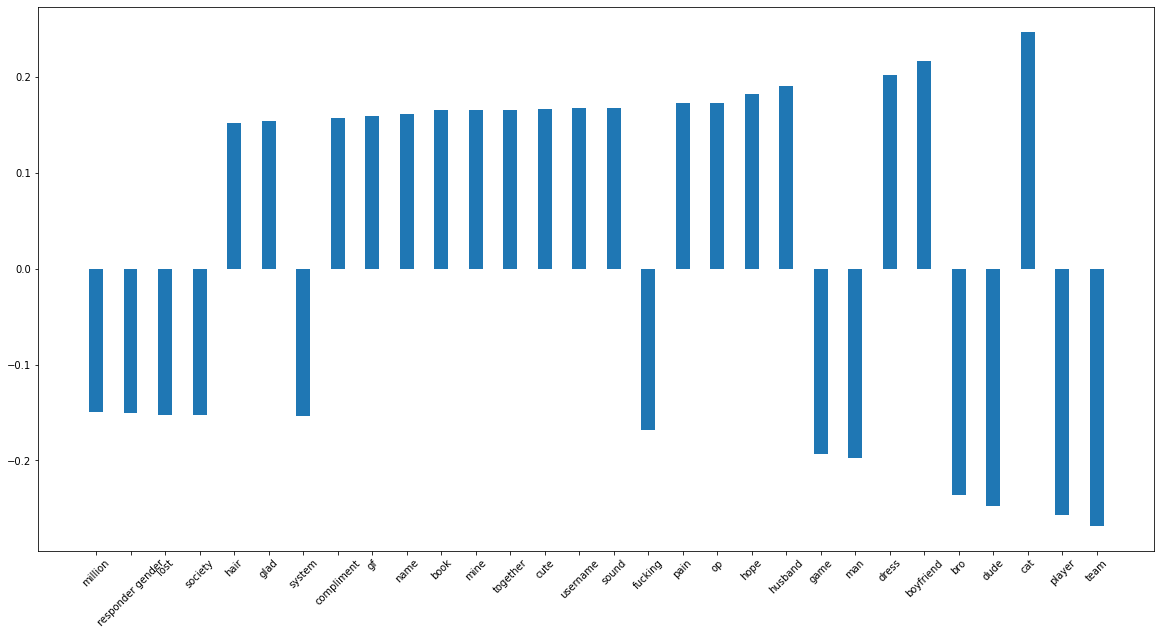 0.2
0.1
0.0
−0.1
−0.2
million
responder gender
lost
society
hair
glad
system
compliment
gf
name
book
mine
together
cute
username
sound
fucking
pain
op
hope
husband
game
man
dress
boyfriend
bro
dude
cat
player
team